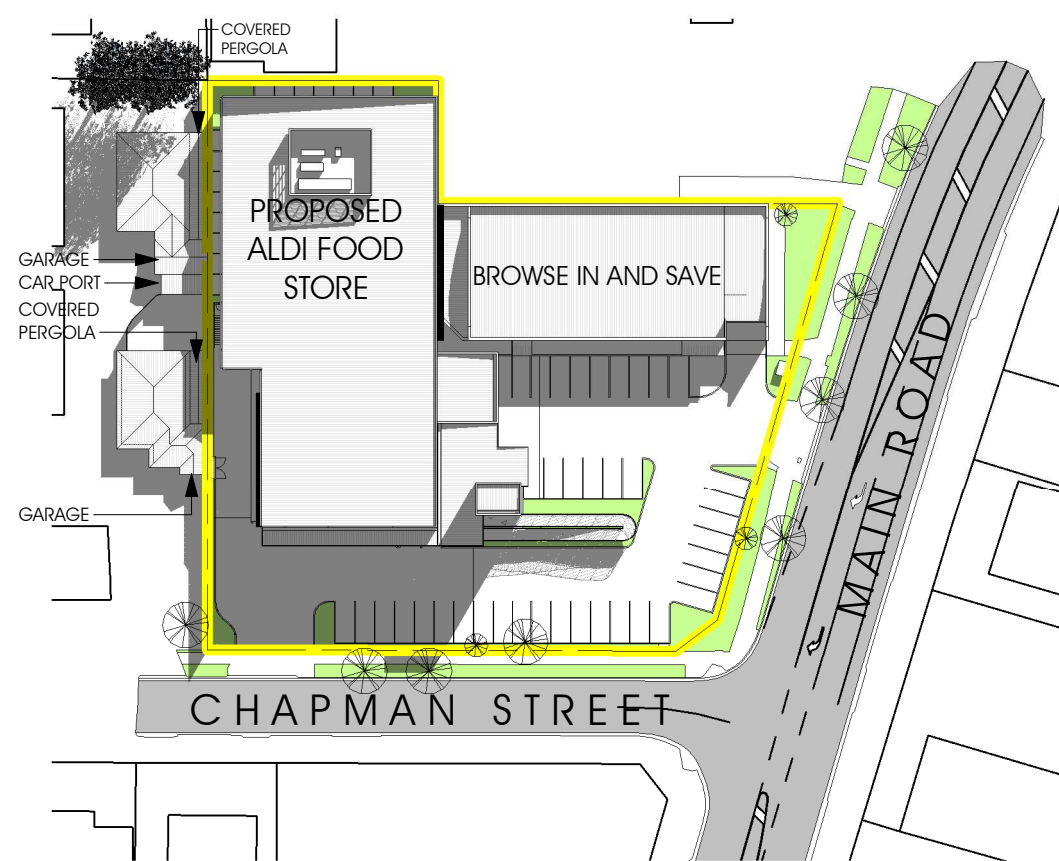 COVERED
PERGOLA
PROPOSED
ALDI FOOD
STORE
BROWSE IN AND SAVE
GARAGE
CAR PORT
COVERED
PERGOLA
GARAGE
MAIN ROAD
CHAPMAN STREET